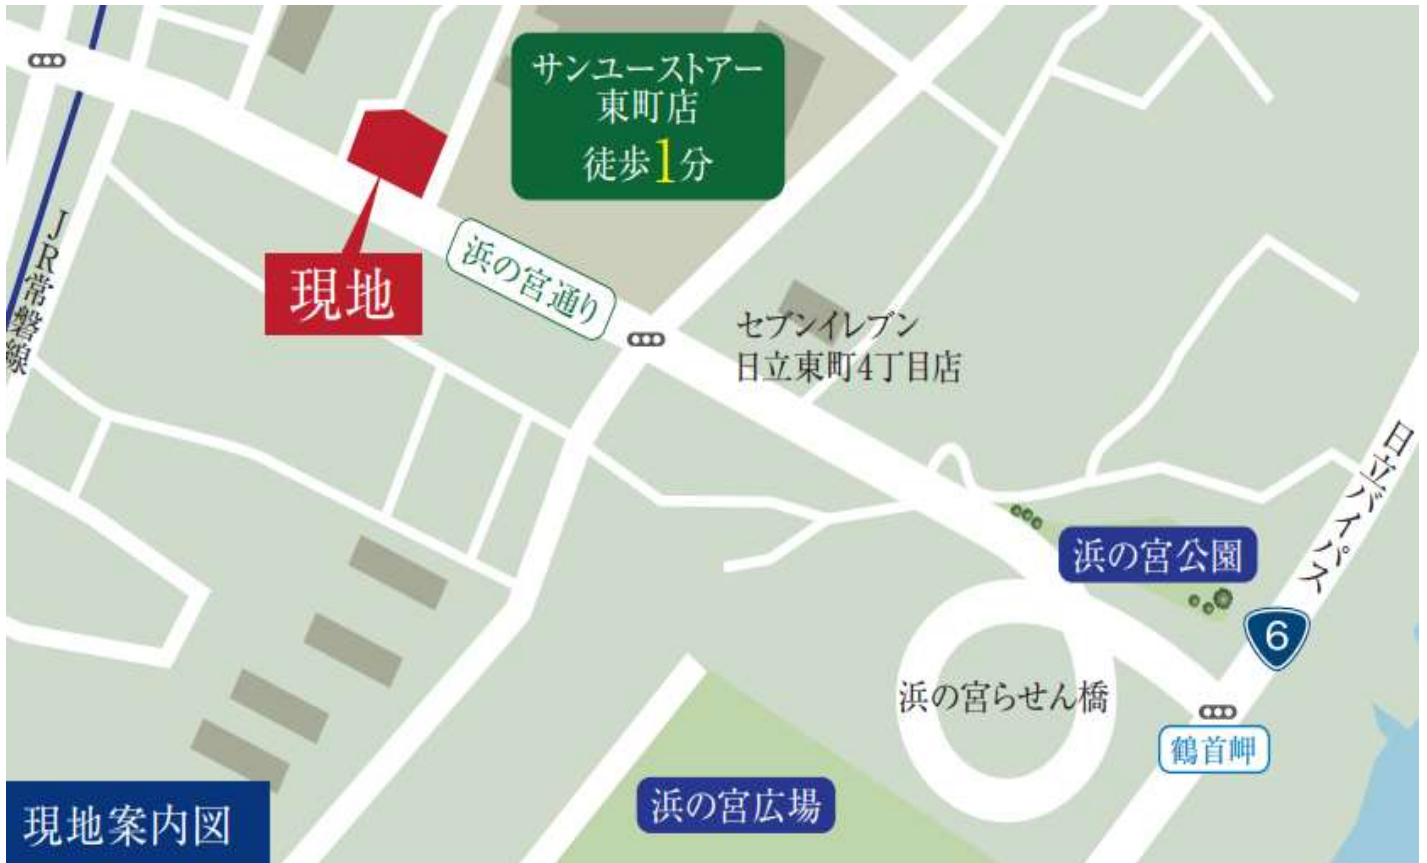 サンユーストアー
東町店
徒歩1分
JR常磐線
現地
浜の宮通り
セブンイレブン
日立東町4丁目店
日立バイパス
浜の宮公園
6
浜の宮らせん橋
鶴首岬
浜の宮広場
現地案内図